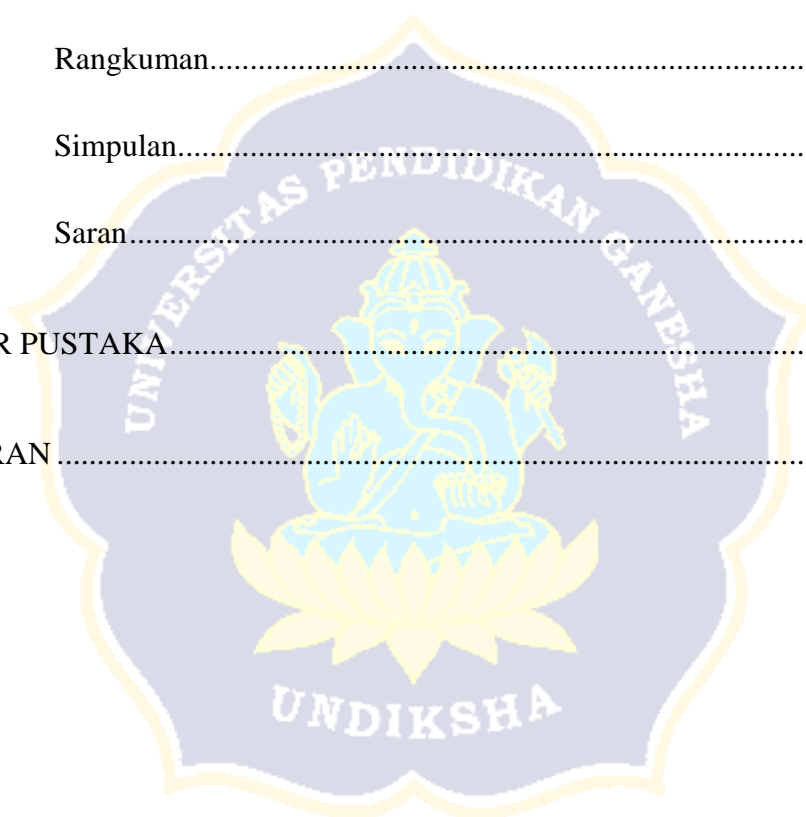 Rangkuman..........................................................................
Simpulan..............................................................................
Saran....................................................................................
R PUSTAKA...............................................................................
RAN............................................................................................
UNIVERSITAS PENDIDIKAN GANESHA
UNDIKSHA